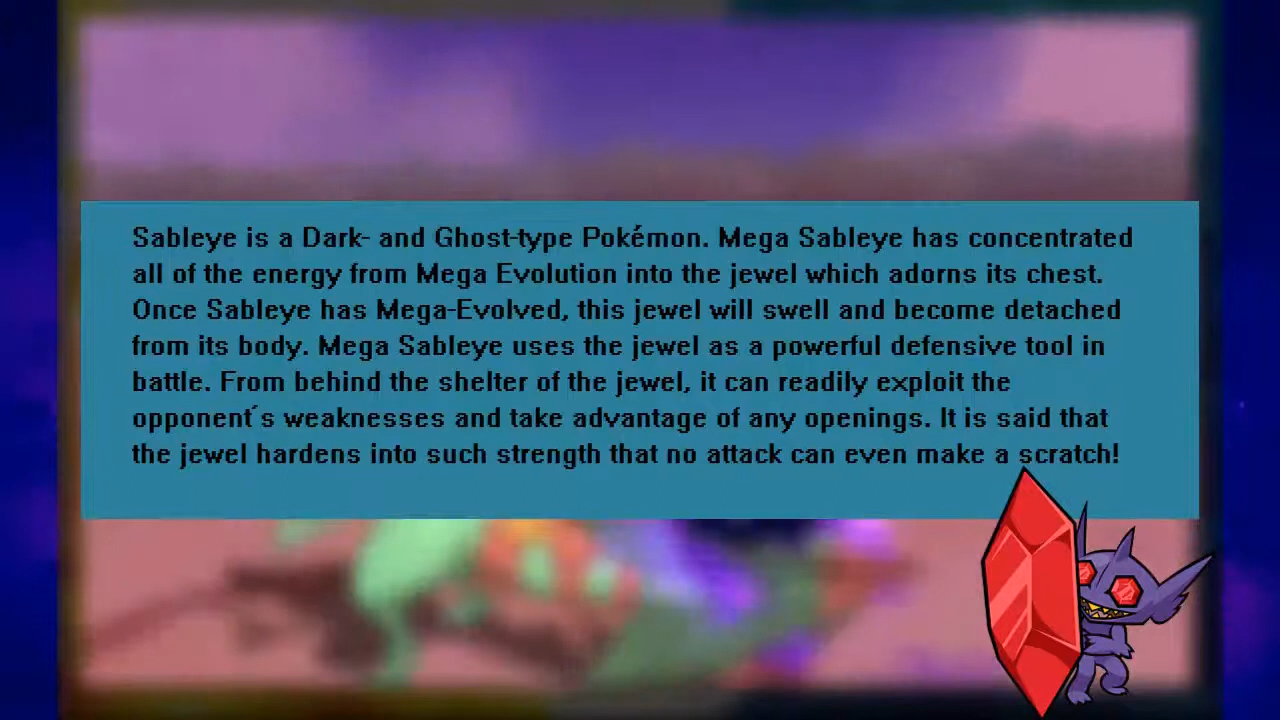 Sableye is a Dark- and Ghost-type Pokémon. Mega Sableye has concentrated
all of the energy from Mega Evolution into the jewel which adorns its chest.
Once Sableye has Mega-Evolved, this jewel will swell and become detached
from its body. Mega Sableye uses the jewel as a powerful defensive tool in
battle. From behind the shelter of the jewel, it can readily exploit the
opponent´s weaknesses and take advantage of any openings. It is said that
the jewel hardens into such strength that no attack can even make a scratch!